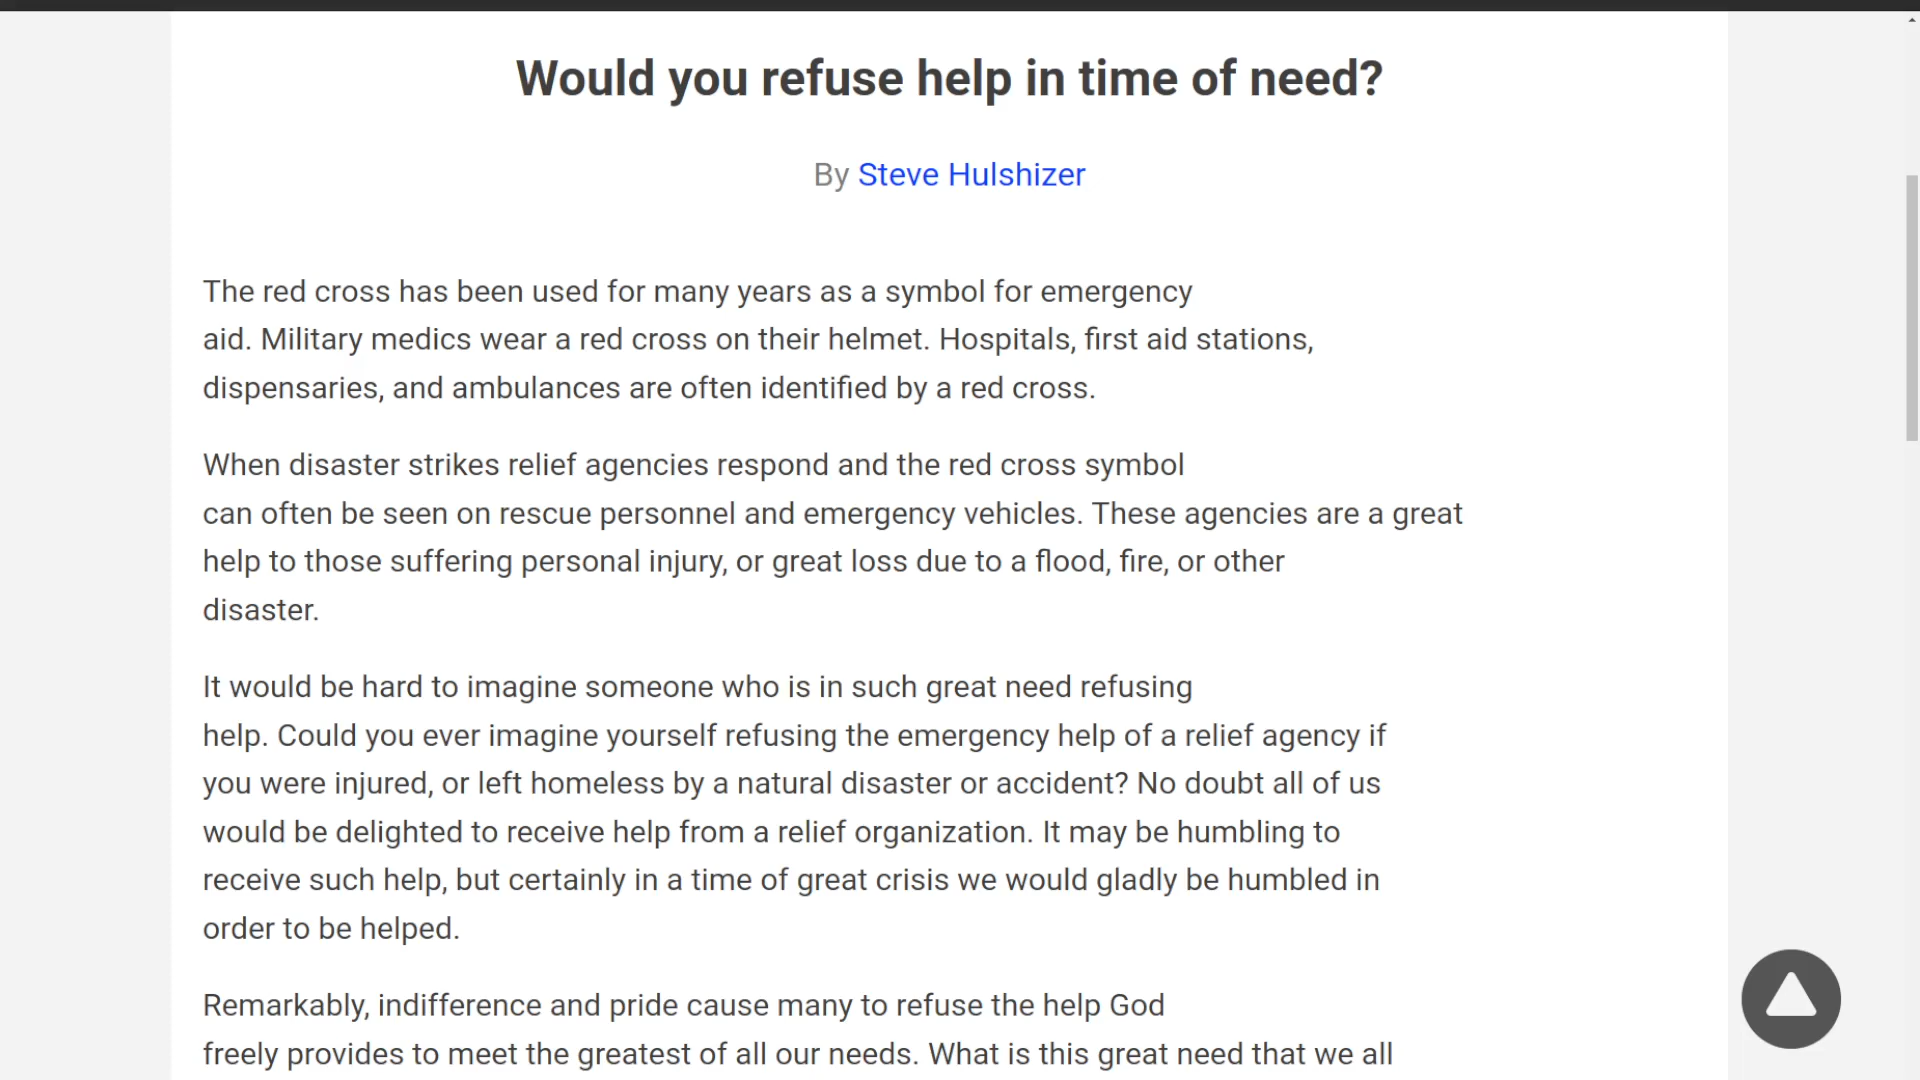 Would you refuse help in time of need?
By Steve Hulshizer
The red cross has been used for many years as a symbol for emergency
aid. Military medics wear a red cross on their helmet. Hospitals, first aid stations,
dispensaries, and ambulances are often identified by a red cross.
When disaster strikes relief agencies respond and the red cross symbol
can often be seen on rescue personnel and emergency vehicles. These agencies are a great
help to those suffering personal injury, or great loss due to a flood, fire, or other
disaster.
It would be hard to imagine someone who is in such great need refusing
help. Could you ever imagine yourself refusing the emergency help of a relief agency if
you were injured, or left homeless by a natural disaster or accident? No doubt all of us
would be delighted to receive help from a relief organization. It may be humbling to
receive such help, but certainly in a time of great crisis we would gladly be humbled in
order to be helped.
Remarkably, indifference and pride cause many to refuse the help God
freely provides to meet the greatest of all our needs. What is this great need that we all